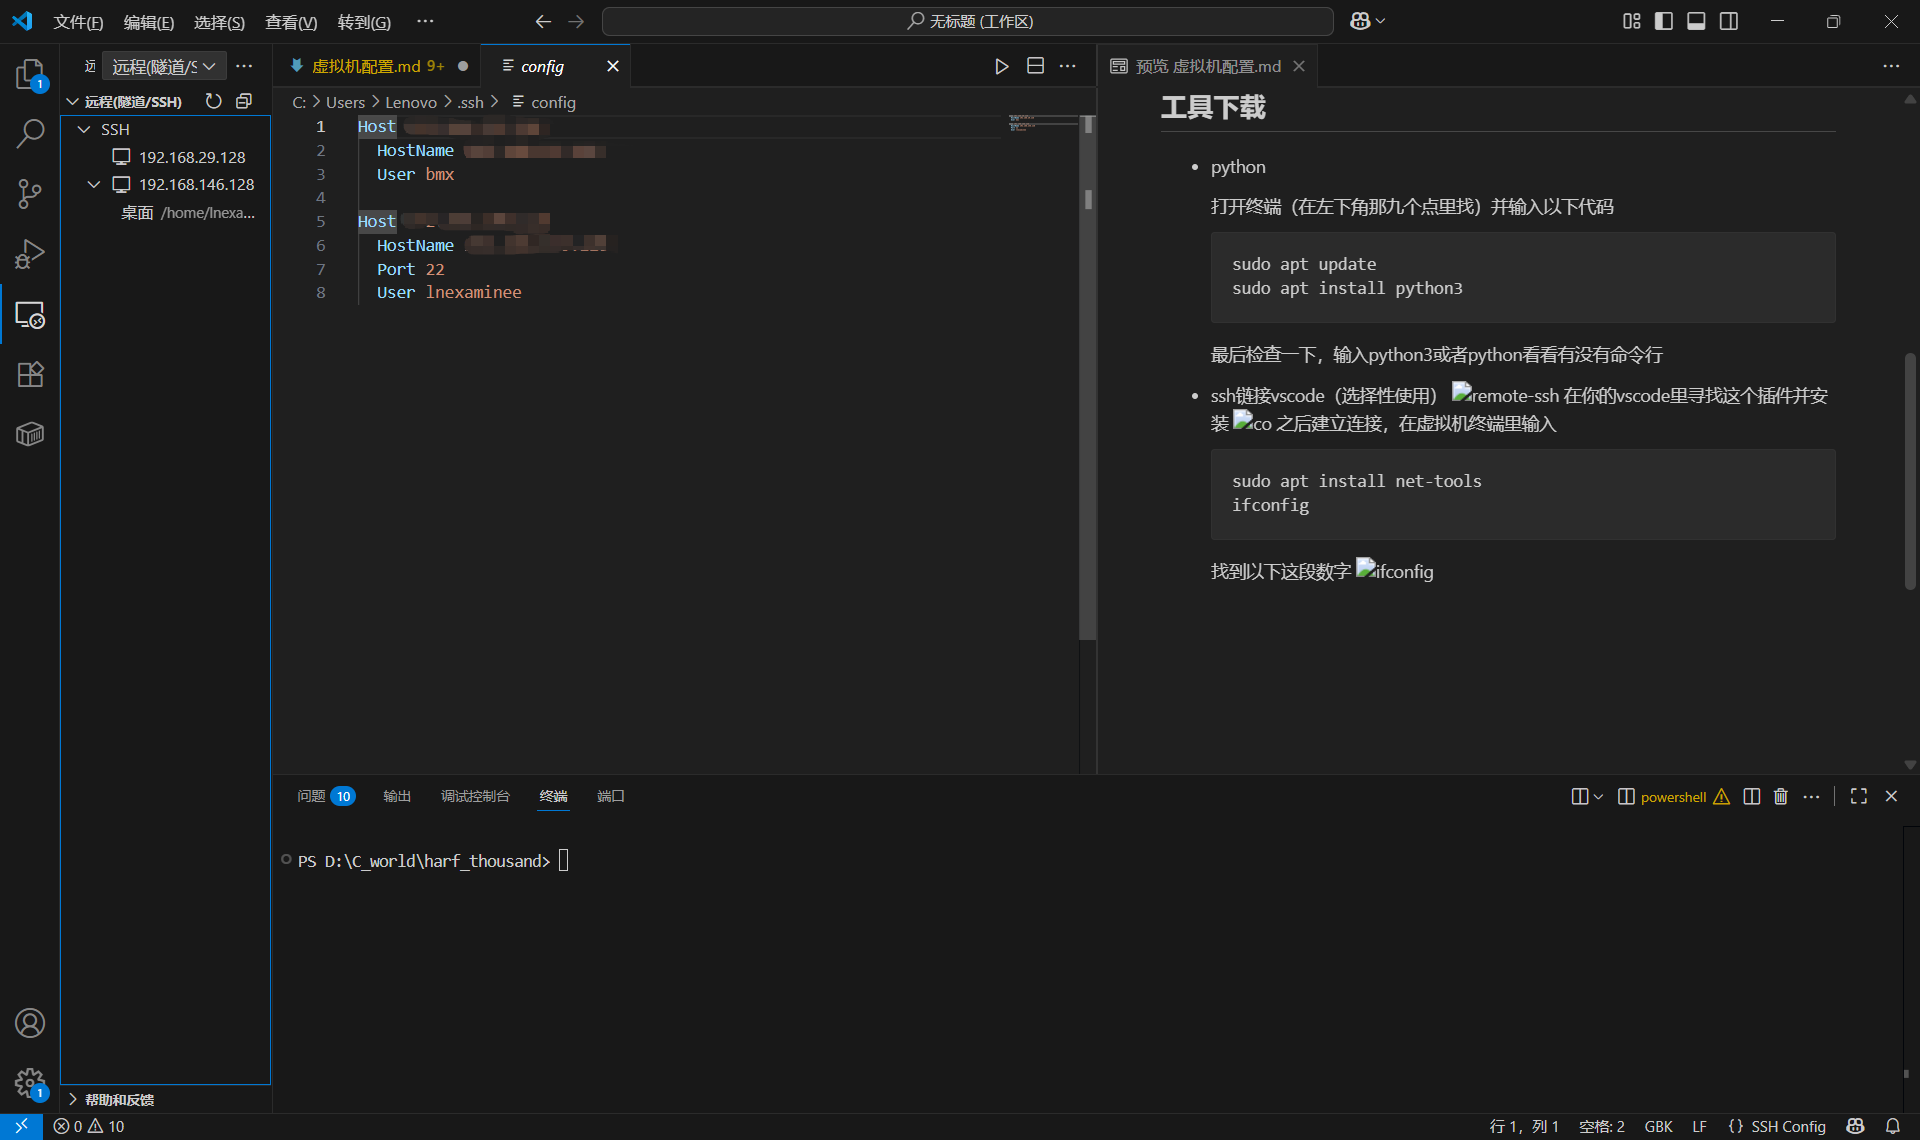 文件(F) 编辑(E) 选择(S) 查看(V) 转到(G) ···
无标题 (工作区)
1
远 远程(隧道/S ···
远程(隧道/SSH)
SSH
192.168.29.128
192.168.146.128
桌面 /home/lnexa...
帮助和反馈
1
虚拟机配置.md 9+
config
C: > Users > Lenovo > .ssh > config
1 Host
2 HostName
3 User bmx
4
5 Host
6 HostName
7 Port 22
8 User lnexaminee
预览 虚拟机配置.md
工具下载
• python
打开终端（在左下角那九个点里找）并输入以下代码
sudo apt update
sudo apt install python3
最后检查一下，输入python3或者python看看有没有命令行
• ssh链接vscode（选择性使用） remote-ssh 在你的vscode里寻找这个插件并安
装 co 之后建立连接，在虚拟机终端里输入
sudo apt install net-tools
ifconfig
找到以下这段数字 ifconfig
问题 10 输出 调试控制台 终端 端口
powershell
PS D:\C_world\harf_thousand>
0 10
行 1，列 1 空格: 2 GBK LF {} SSH Config